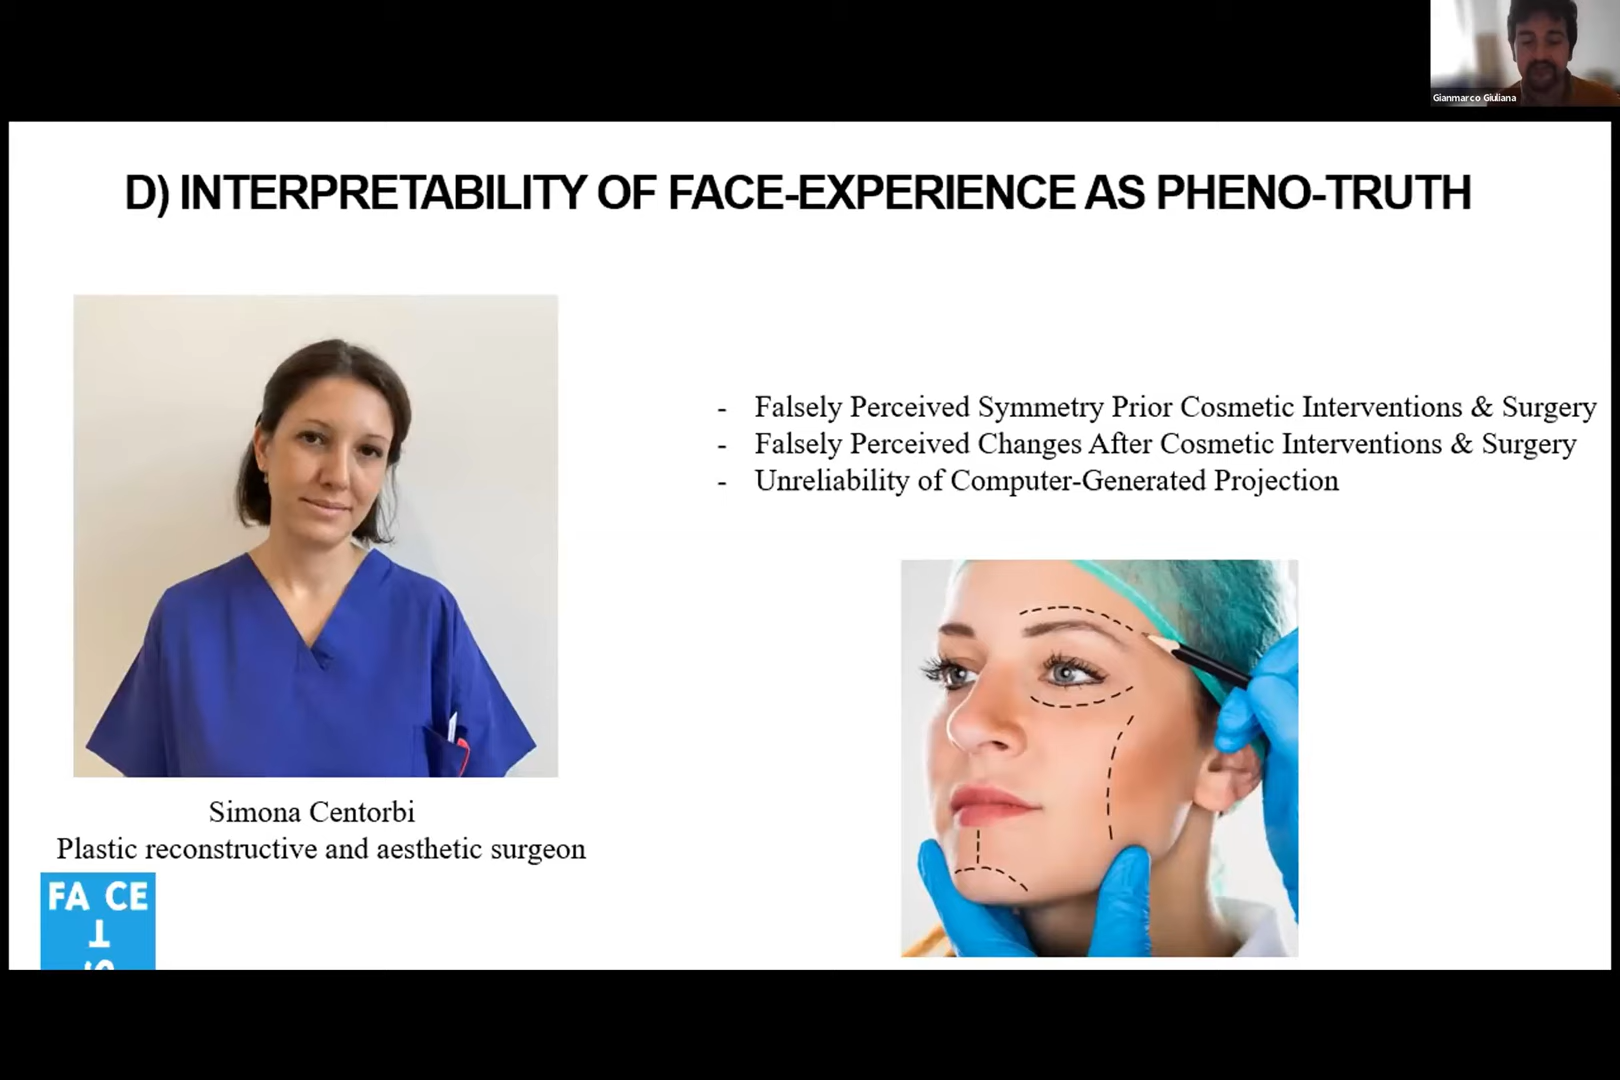 Gianmarco Giuliana
D) INTERPRETABILITY OF FACE-EXPERIENCE AS PHENO-TRUTH
- Falsely Perceived Symmetry Prior Cosmetic Interventions & Surgery
- Falsely Perceived Changes After Cosmetic Interventions & Surgery
- Unreliability of Computer-Generated Projection
Simona Centorbi
Plastic reconstructive and aesthetic surgeon
FA CE
T
S